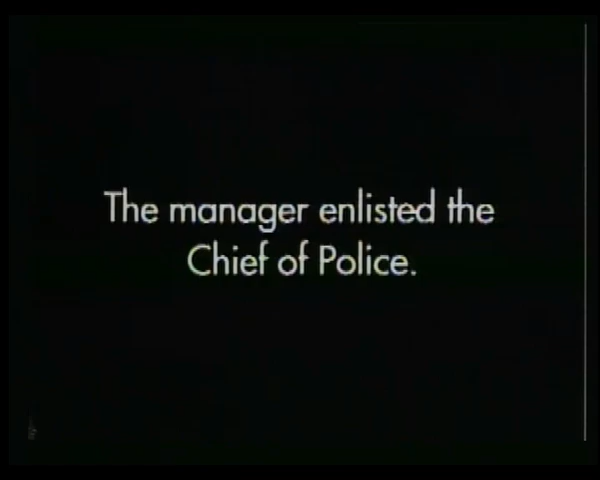 The manager enlisted the
Chief of Police.